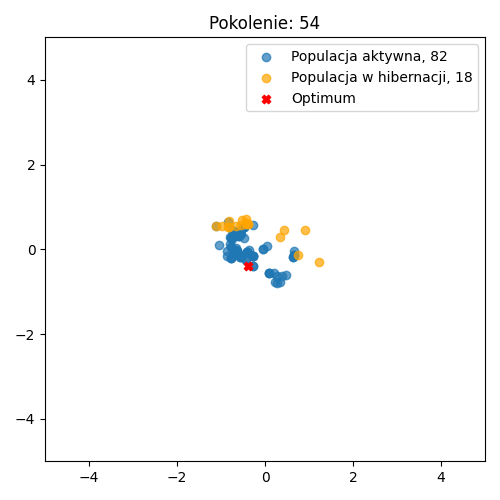 Pokolenie: 54
Populacja aktywna, 82
Populacja w hibernacji, 18
Optimum
4
2
0
−2
−4
−4
−2
0
2
4